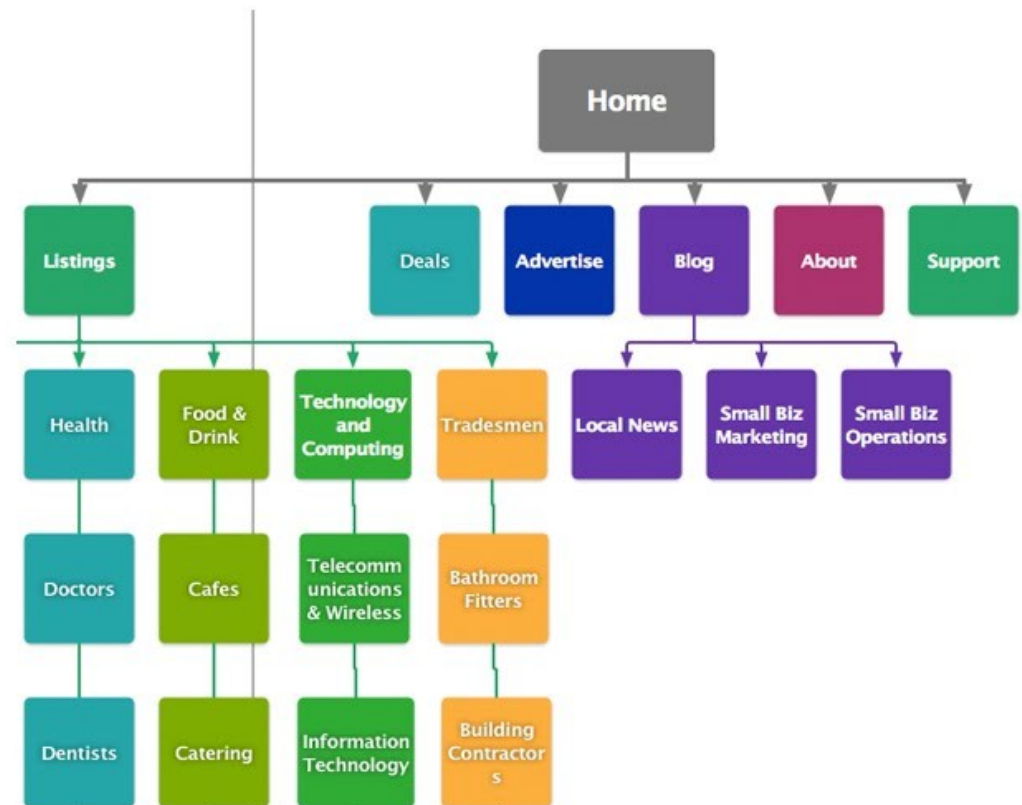 Home
Listings
Deals
Advertise
Blog
About
Support
Health
Food &
Drink
Technology
and
Computing
Tradesmen
Local News
Small Biz
Marketing
Small Biz
Operations
Doctors
Cafes
Telecomm
unications
& Wireless
Bathroom
Fitters
Dentists
Catering
Information
Technology
Building
Contractor
s